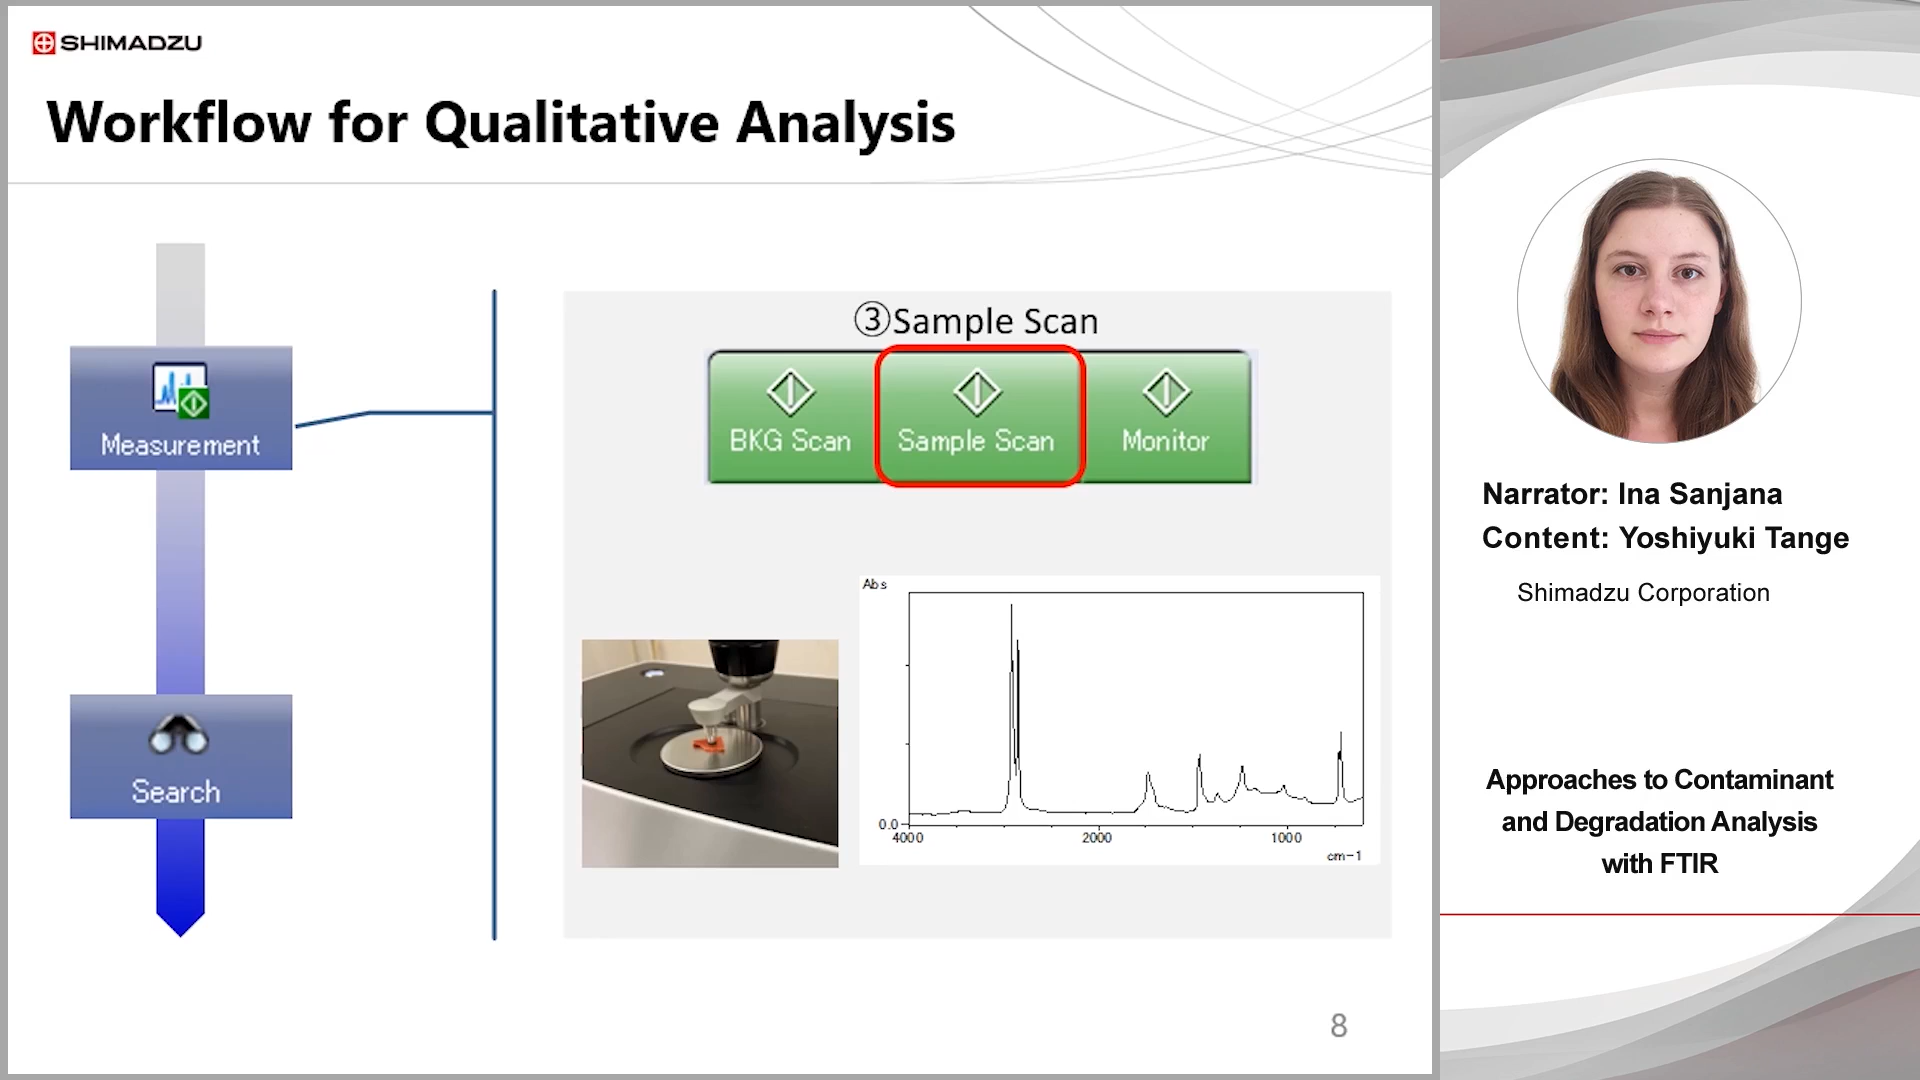 SHIMADZU
Workflow for Qualitative Analysis
Measurement
Search
③Sample Scan
BKG Scan
Sample Scan
Monitor
Abs
0.0
4000
2000
1000
cm-1
8
Narrator: Ina Sanjana
Content: Yoshiyuki Tange
Shimadzu Corporation
Approaches to Contaminant
and Degradation Analysis
with FTIR